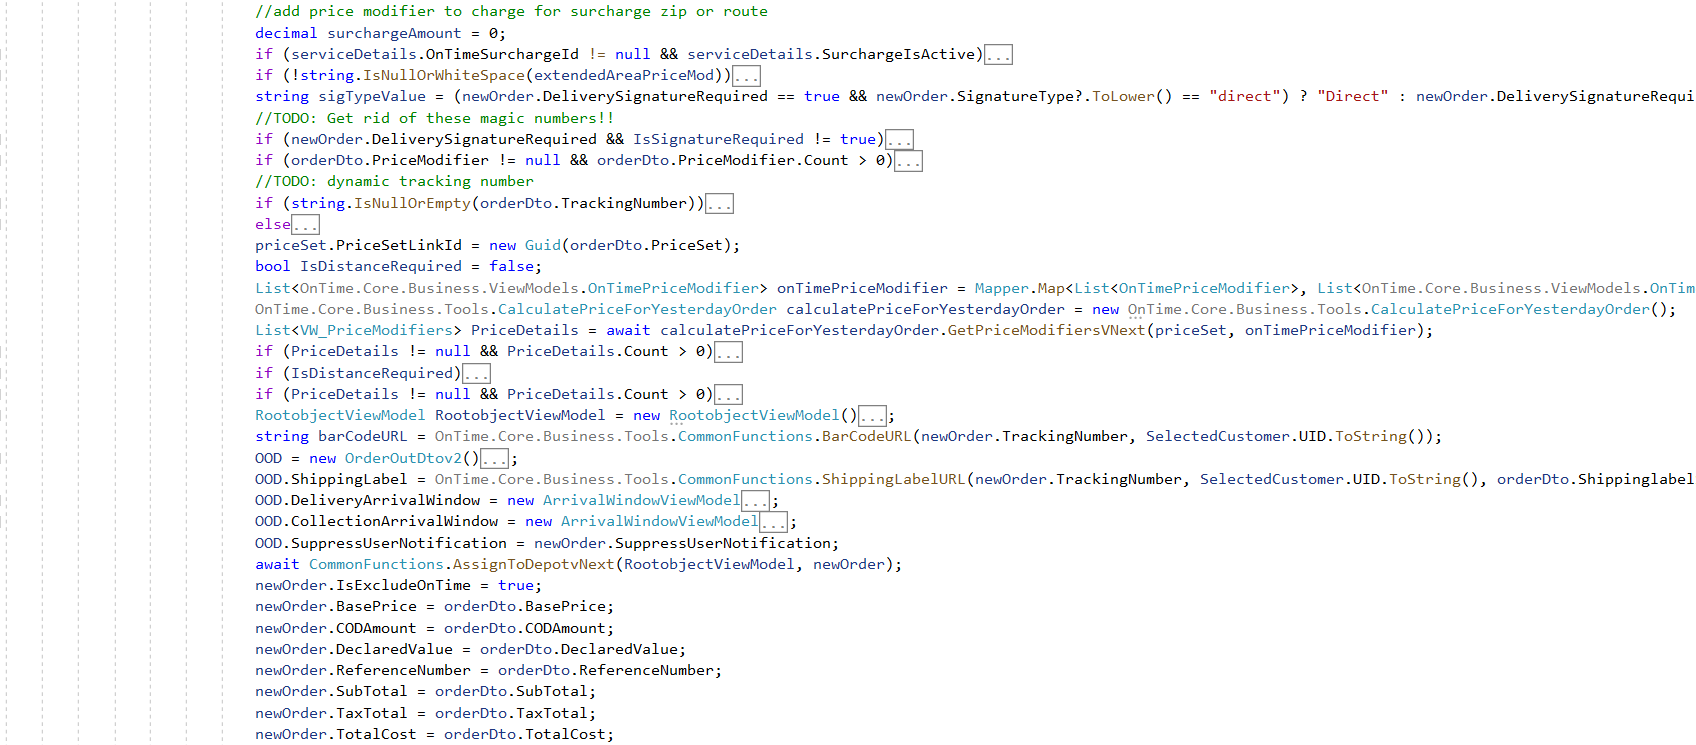 //add price modifier to charge for surcharge zip or route
decimal surchargeAmount = 0;
if (serviceDetails.OnTimeSurchargeId != null && serviceDetails.SurchargeIsActive)...
if (!string.IsNullOrWhiteSpace(extendedAreaPriceMod))...
string sigTypeValue = (newOrder.DeliverySignatureRequired == true && newOrder.SignatureType?.ToLower() == "direct") ? "Direct" : newOrder.DeliverySignatureRequi
//TODO: Get rid of these magic numbers!!
if (newOrder.DeliverySignatureRequired && IsSignatureRequired != true)...
if (orderDto.PriceModifier != null && orderDto.PriceModifier.Count > 0)...
//TODO: dynamic tracking number
if (string.IsNullOrEmpty(orderDto.TrackingNumber))...
else...
priceSet.PriceSetLinkId = new Guid(orderDto.PriceSet);
bool IsDistanceRequired = false;
List<OnTime.Core.Business.ViewModels.OnTimePriceModifier> onTimePriceModifier = Mapper.Map<List<OnTimePriceModifier>, List<OnTime.Core.Business.ViewModels.OnTim
OnTime.Core.Business.Tools.CalculatePriceForYesterdayOrder calculatePriceForYesterdayOrder = new OnTime.Core.Business.Tools.CalculatePriceForYesterdayOrder();
List<VW_PriceModifiers> PriceDetails = await calculatePriceForYesterdayOrder.GetPriceModifiersVNext(priceSet, onTimePriceModifier);
if (PriceDetails != null && PriceDetails.Count > 0)...
if (IsDistanceRequired)...
if (PriceDetails != null && PriceDetails.Count > 0)...
RootobjectViewModel RootobjectViewModel = new RootobjectViewModel()...;
string barCodeURL = OnTime.Core.Business.Tools.CommonFunctions.BarCodeURL(newOrder.TrackingNumber, SelectedCustomer.UID.ToString());
OOD = new OrderOutDtov2()...;
OOD.ShippingLabel = OnTime.Core.Business.Tools.CommonFunctions.ShippingLabelURL(newOrder.TrackingNumber, SelectedCustomer.UID.ToString(), orderDto.Shippinglabel
OOD.DeliveryArrivalWindow = new ArrivalWindowViewModel...;
OOD.CollectionArrivalWindow = new ArrivalWindowViewModel...;
OOD.SuppressUserNotification = newOrder.SuppressUserNotification;
await CommonFunctions.AssignToDepotvNext(RootobjectViewModel, newOrder);
newOrder.IsExcludeOnTime = true;
newOrder.BasePrice = orderDto.BasePrice;
newOrder.CODAmount = orderDto.CODAmount;
newOrder.DeclaredValue = orderDto.DeclaredValue;
newOrder.ReferenceNumber = orderDto.ReferenceNumber;
newOrder.SubTotal = orderDto.SubTotal;
newOrder.TaxTotal = orderDto.TaxTotal;
newOrder.TotalCost = orderDto.TotalCost;